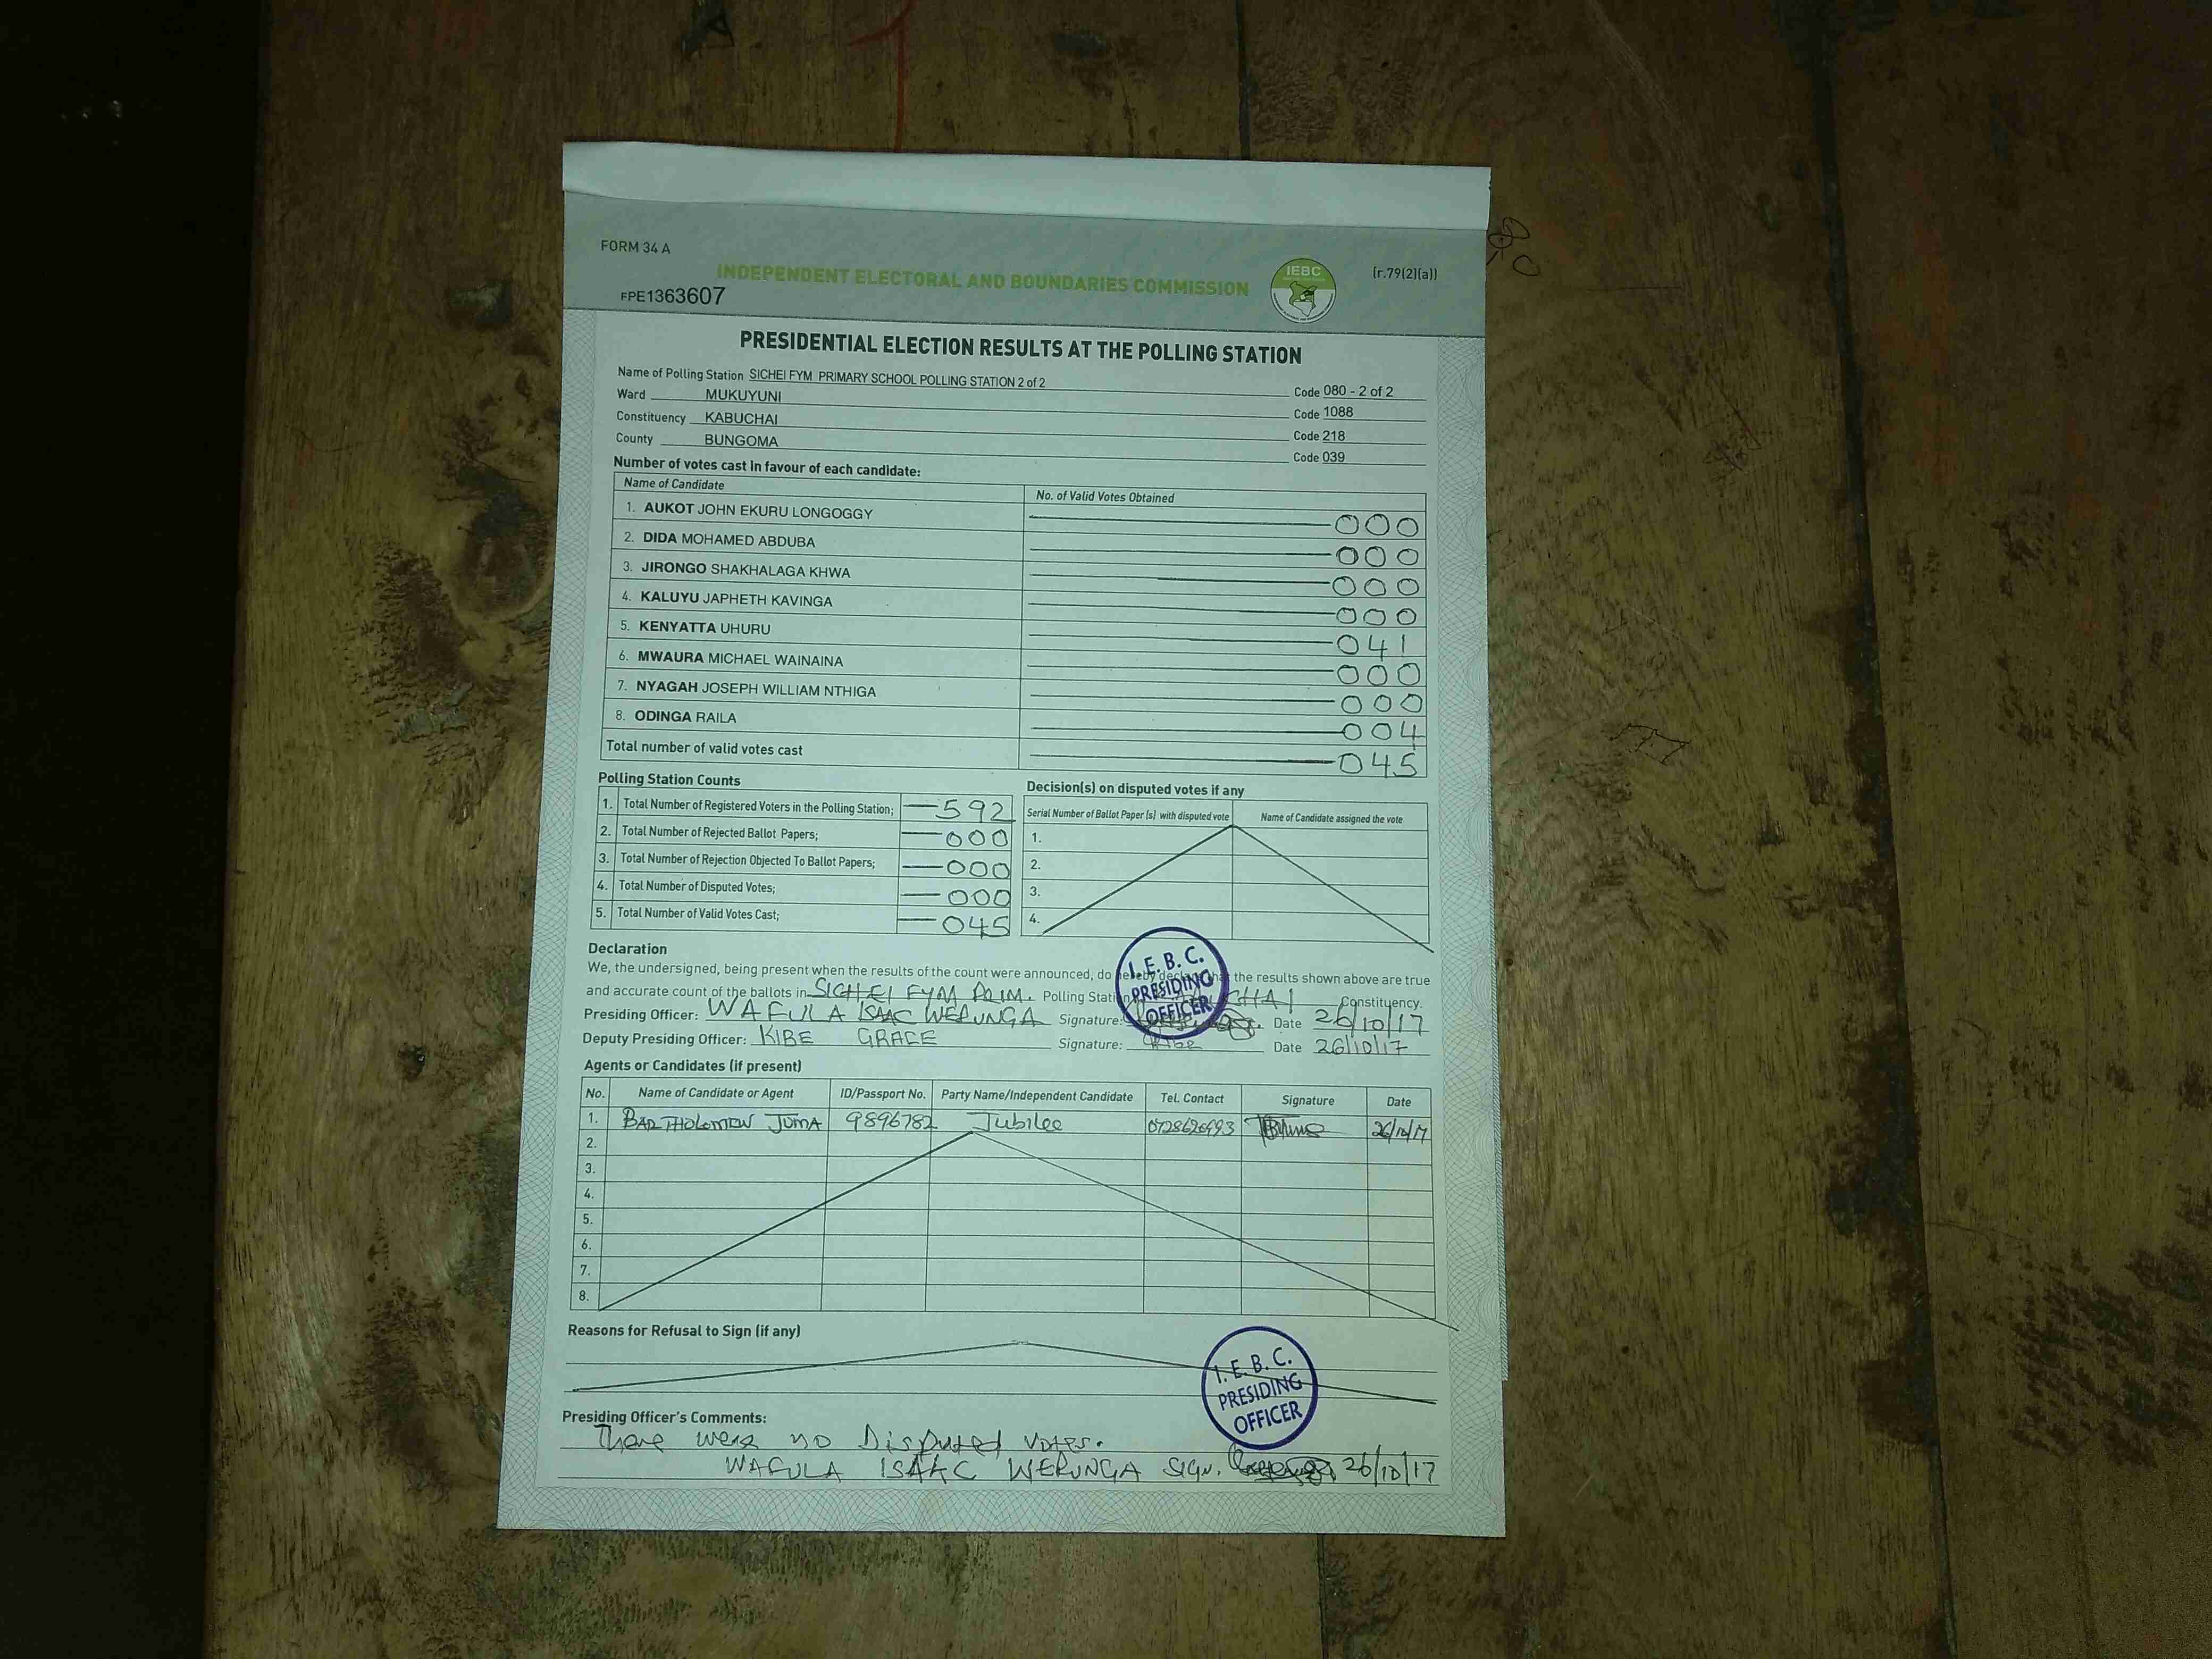 FORM 34 A
IEBC
(r.79(2)(a))
INDEPENDENT ELECTORAL AND BOUNDARIES COMMISSION
FPE1363607
PRESIDENTIAL ELECTION RESULTS AT THE POLLING STATION
Name of Polling Station SICHEI FYM PRIMARY SCHOOL POLLING STATION 2 of 2 Code 080 - 2 of 2
Ward MUKUYUNI Code 1088
Constituency KABUCHAI Code 218
County BUNGOMA Code 039
Number of votes cast in favour of each candidate:
Name of Candidate No. of Valid Votes Obtained
1. AUKOT JOHN EKURU LONGOGGY 000
2. DIDA MOHAMED ABDUBA 000
3. JIRONGO SHAKHALAGA KHWA 000
4. KALUYU JAPHETH KAVINGA 000
5. KENYATTA UHURU 041
6. MWAURA MICHAEL WAINAINA 000
7. NYAGAH JOSEPH WILLIAM NTHIGA 000
8. ODINGA RAILA 004
Total number of valid votes cast 045
Polling Station Counts
1. Total Number of Registered Voters in the Polling Station; 592
2. Total Number of Rejected Ballot Papers; 000
3. Total Number of Rejection Objected To Ballot Papers; 000
4. Total Number of Disputed Votes; 000
5. Total Number of Valid Votes Cast; 045
Decision(s) on disputed votes if any
Serial Number of Ballot Paper (s) with disputed vote Name of Candidate assigned the vote
1.
2.
3.
4.
Declaration
We, the undersigned, being present when the results of the count were announced, do hereby declare that the results shown above are true
and accurate count of the ballots in SICHEI FYM PRIM. Polling Station Constituency.
Presiding Officer: WAFULA ISAAC WERUNGA Signature: Date 26/10/17
Deputy Presiding Officer: KIBE GRACE Signature: Kibe Date 26/10/17
I. E. B. C.
PRESIDING
OFFICER
Agents or Candidates (if present)
No. Name of Candidate or Agent ID/Passport No. Party Name/Independent Candidate Tel. Contact Signature Date
1. BARTHOLOMEW JUMA 9896782 Jubilee 26/10/17
2.
3.
4.
5.
6.
7.
8.
Reasons for Refusal to Sign (if any)
I. E. B. C.
PRESIDING
OFFICER
Presiding Officer's Comments:
There were no Disputed votes.
WAFULA ISAAC WERUNGA SIGN. 26/10/17